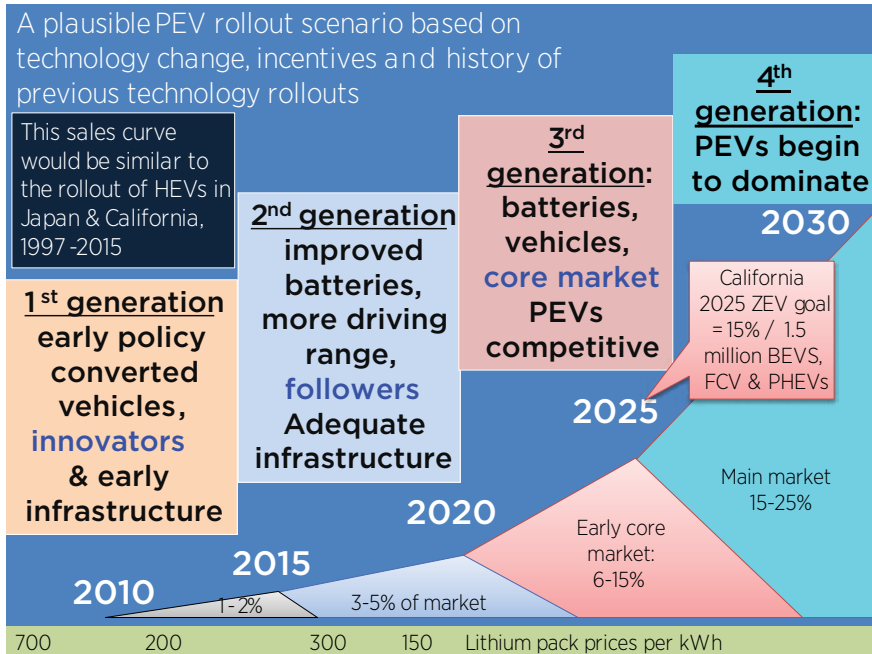 A plausible PEV rollout scenario based on
technology change, incentives and history of
previous technology rollouts
This sales curve
would be similar to
the rollout of HEVs in
Japan & California,
1997-2015
1st generation
early policy
converted
vehicles,
innovators
& early
infrastructure
2nd generation
improved
batteries,
more driving
range,
followers
Adequate
infrastructure
3rd
generation:
batteries,
vehicles,
core market
PEVs
competitive
4th
generation:
PEVs begin
to dominate
2030
California
2025 ZEV goal
=15% / 1.5
million BEVS,
FCV & PHEVs
2025
2020
2015
2010
1-2%
3-5% of market
Early core
market:
6-15%
Main market
15-25%
700 200 300 150 Lithium pack prices per kWh